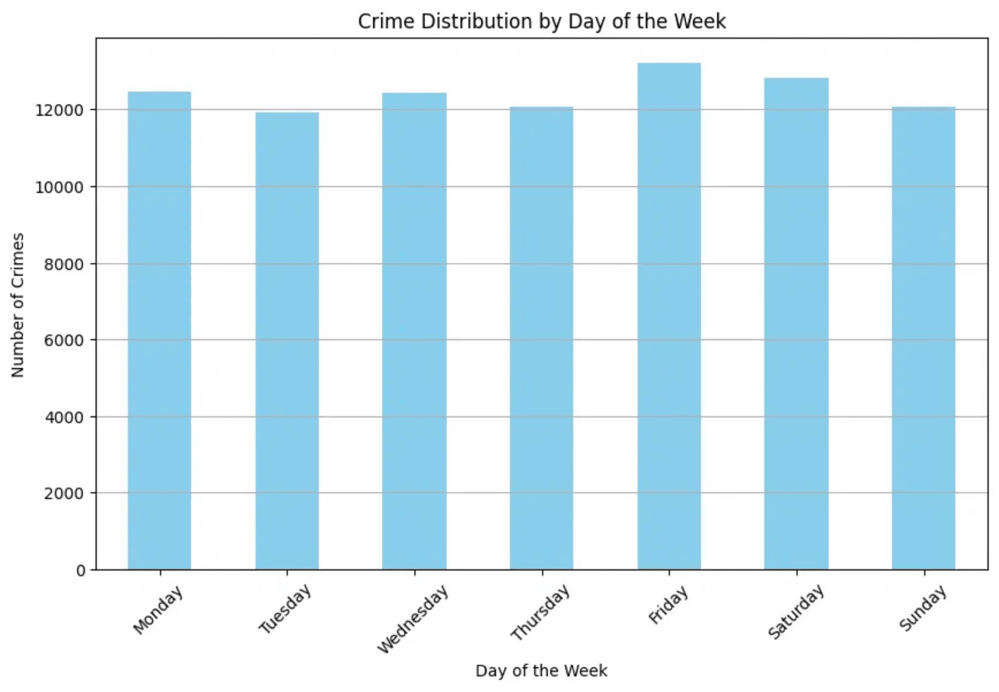 Crime Distribution by Day of the Week
Number of Crimes
12000
10000
8000
6000
4000
2000
0
Monday
Tuesday
Wednesday
Thursday
Friday
Saturday
Sunday
Day of the Week